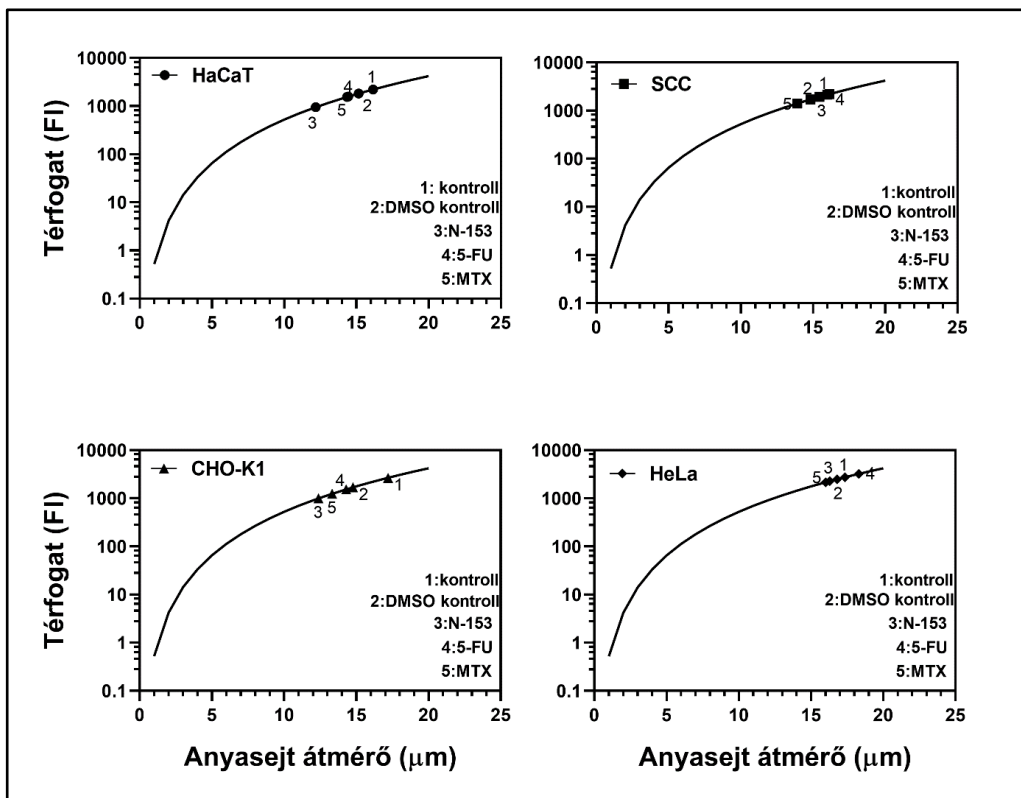 10000
1000
100
10
1
0.1
Térfogat (Fl)
HaCaT
4 1
5 2
3
1: kontroll
2:DMSO kontroll
3:N-153
4:5-FU
5:MTX
0 5 10 15 20 25
10000
1000
100
10
1
0.1
SCC
2 1
5 3 4
1:kontroll
2:DMSO kontroll
3:N-153
4:5-FU
5:MTX
0 5 10 15 20 25
10000
1000
100
10
1
0.1
Térfogat (Fl)
CHO-K1
4
3 5 2 1
1:kontroll
2:DMSO kontroll
3:N-153
4:5-FU
5:MTX
0 5 10 15 20 25
Anyasejt átmérő (μm)
10000
1000
100
10
1
0.1
HeLa
5 3 1
2 4
1:kontroll
2:DMSO kontroll
3:N-153
4:5-FU
5:MTX
0 5 10 15 20 25
Anyasejt átmérő (μm)